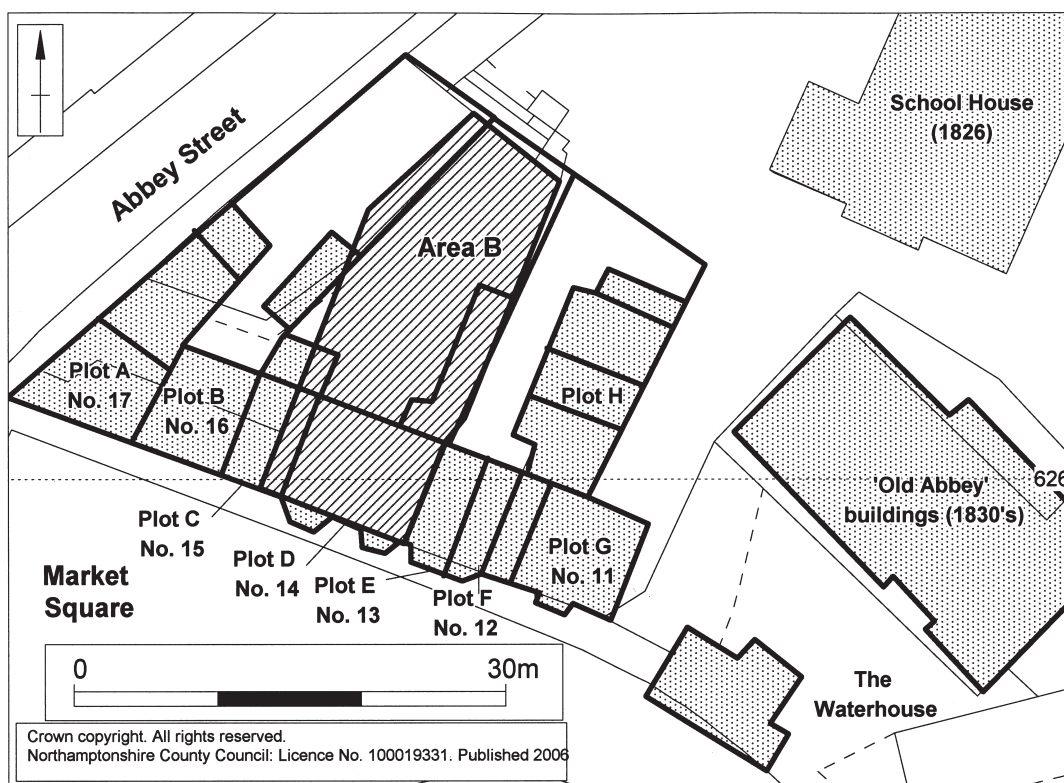 School House
(1826)
Abbey Street
Area B
Plot A
No. 17
Plot B
No. 16
Plot H
626
'Old Abbey'
buildings (1830's)
Plot C
No. 15
Plot D
No. 14
Plot E
No. 13
Plot F
No. 12
Plot G
No. 11
Market
Square
The
Waterhouse
0 30m
Crown copyright. All rights reserved.
Northamptonshire County Council: Licence No. 100019331. Published 2006